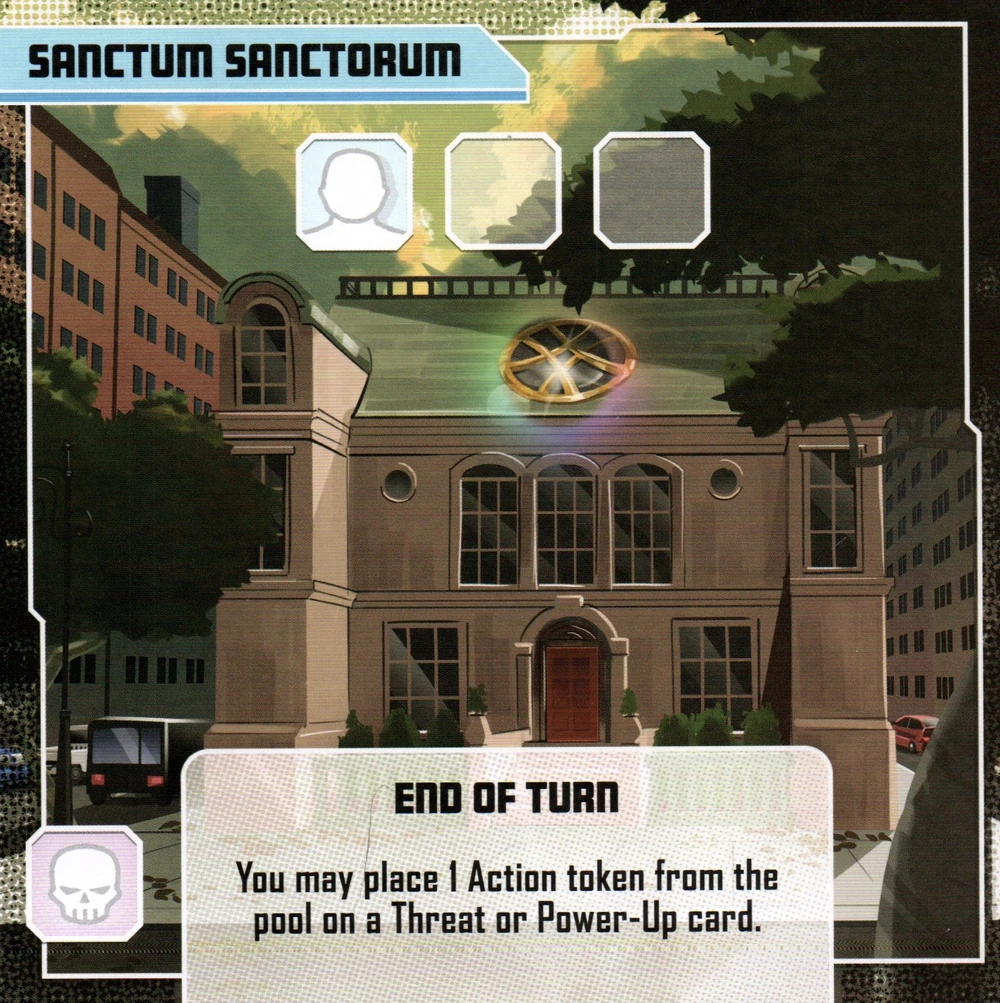 SANCTUM SANCTORUM
END OF TURN
You may place 1 Action token from the
pool on a Threat or Power-Up card.